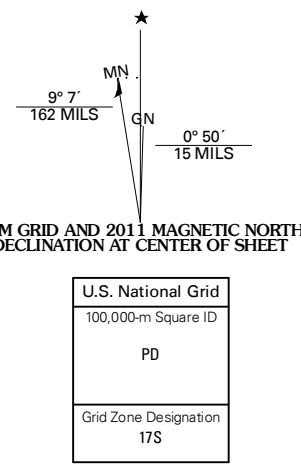 ★
MN
9° 7´
162 MILS
GN
0° 50´
15 MILS
M GRID AND 2011 MAGNETIC NORTH
DECLINATION AT CENTER OF SHEET
U.S. National Grid
100,000-m Square ID
PD
Grid Zone Designation
17S